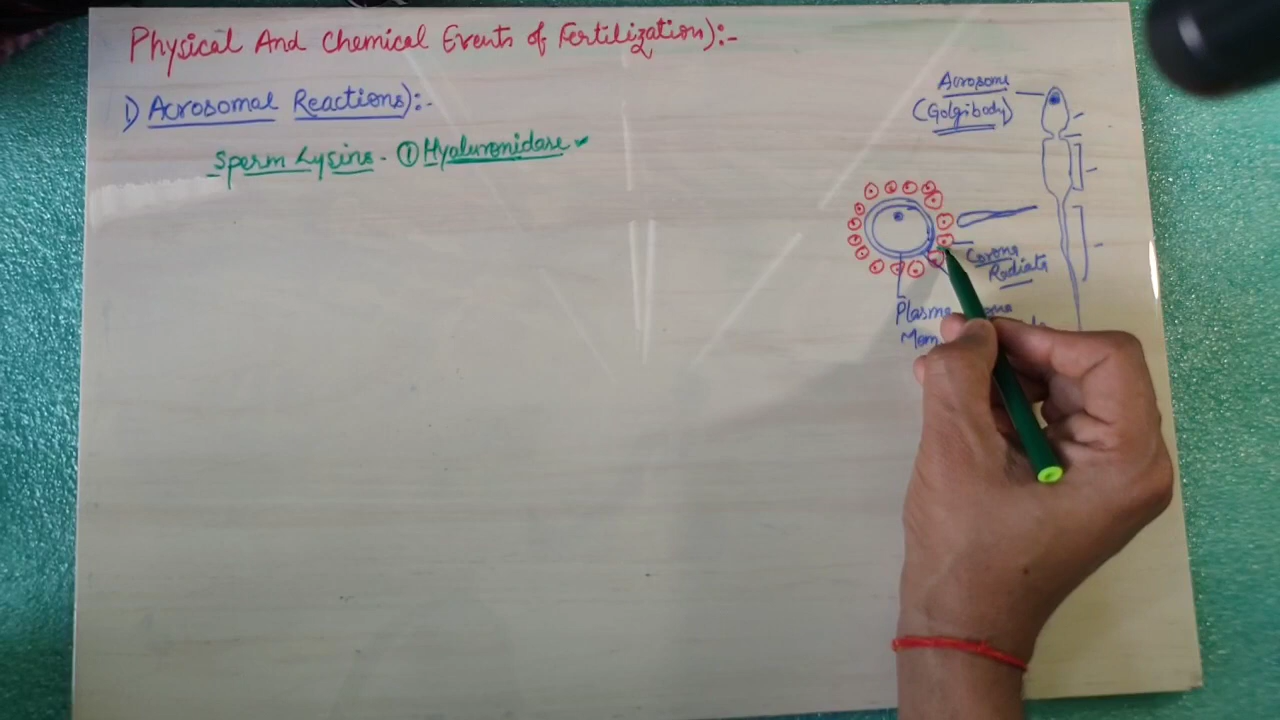 Physical And Chemical Events of Fertilization):-
1) Acrosomal Reactions):-
Sperm Lysins- ① Hyaluronidase ✓
Acrosome
(Golgibody)
Corona
Radiata
Plasma